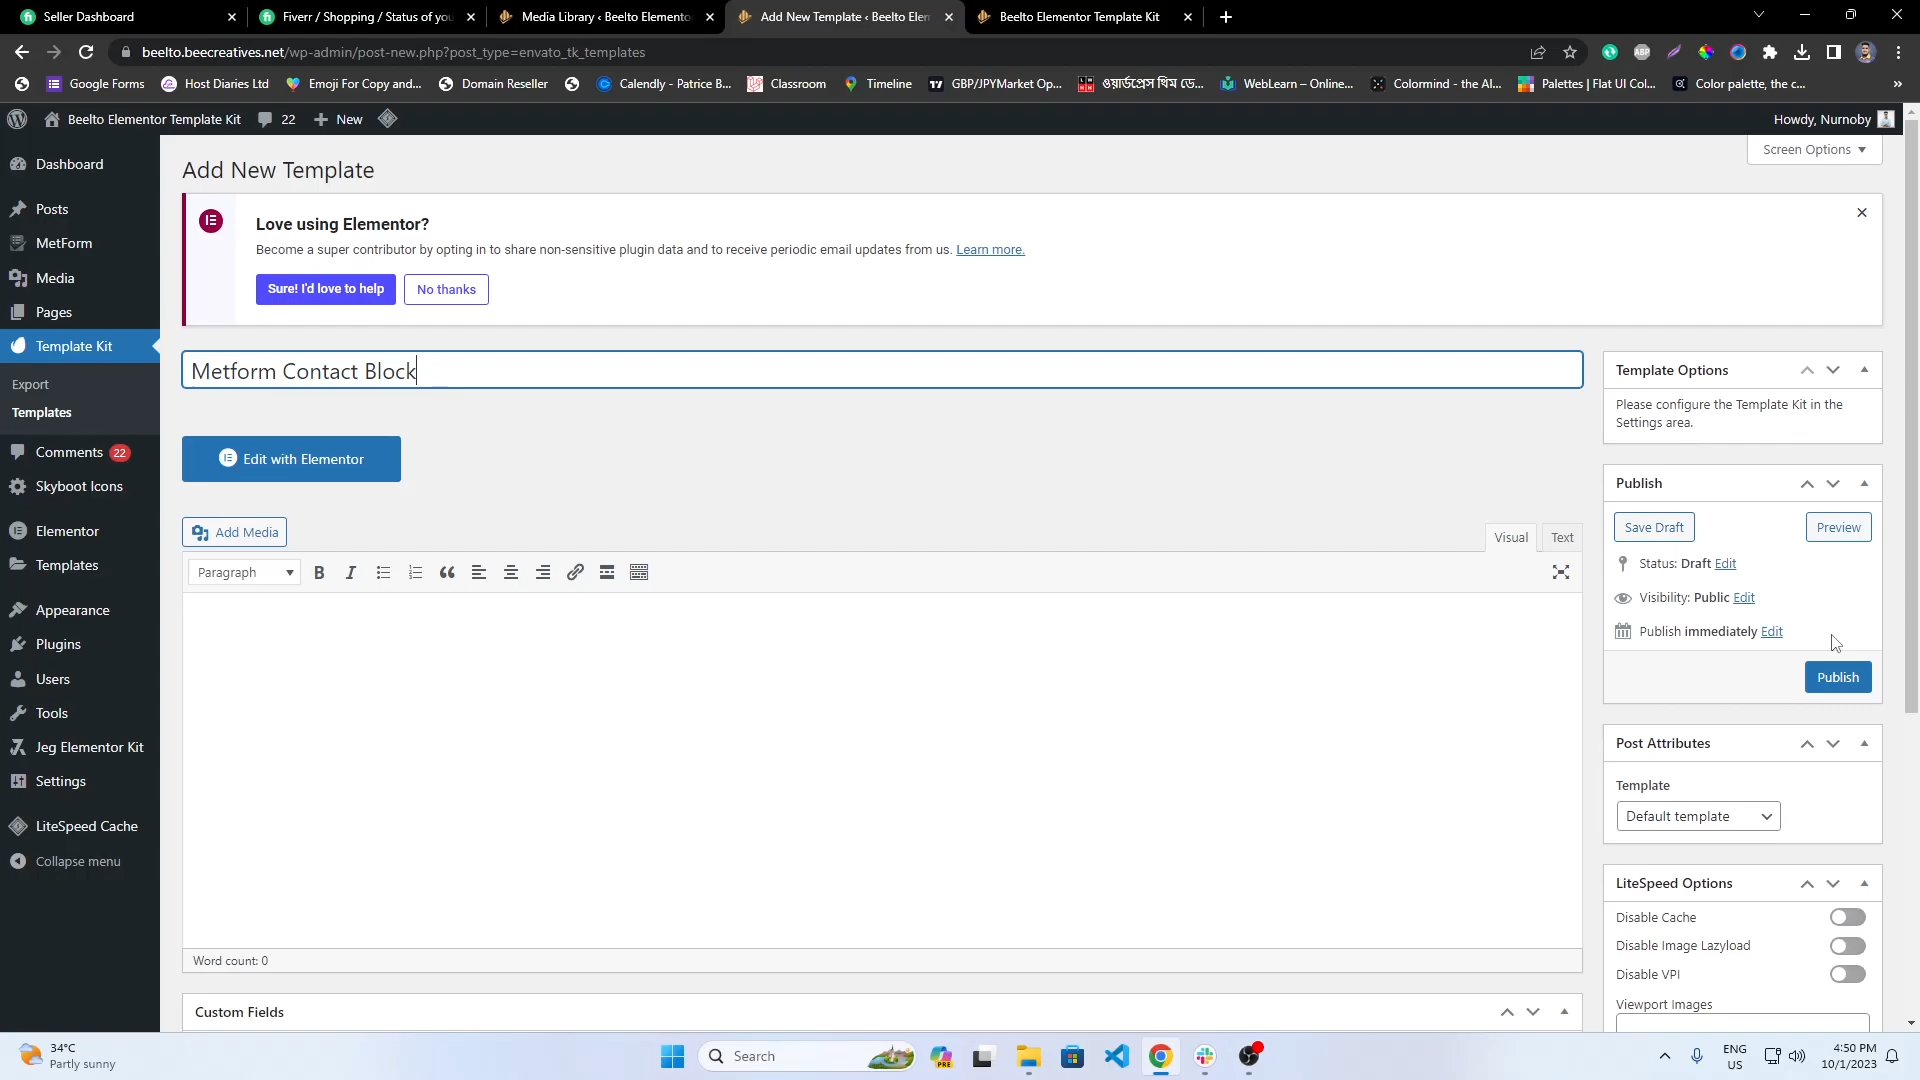 Seller Dashboard
Fiverr / Shopping / Status of you
Media Library ‹ Beelto Elemento
Add New Template ‹ Beelto Elem
Beelto Elementor Template Kit
beelto.beecreatives.net/wp-admin/post-new.php?post_type=envato_tk_templates
Google Forms
Host Diaries Ltd
Emoji For Copy and...
Domain Reseller
Calendly - Patrice B...
Classroom
Timeline
GBP/JPYMarket Op...
ওয়ার্ডপ্রেস থিম ডে...
WebLearn – Online...
Colormind - the AI...
Palettes | Flat UI Col...
Color palette, the c...
»
Beelto Elementor Template Kit
22
New
Howdy, Nurnoby
Dashboard
Posts
MetForm
Media
Pages
Template Kit
Export
Templates
Comments 22
Skyboot Icons
Elementor
Templates
Appearance
Plugins
Users
Tools
Jeg Elementor Kit
Settings
LiteSpeed Cache
Collapse menu
Screen Options
Add New Template
Love using Elementor?
Become a super contributor by opting in to share non-sensitive plugin data and to receive periodic email updates from us. Learn more.
Sure! I'd love to help
No thanks
Metform Contact Block
Edit with Elementor
Add Media
Visual
Text
Paragraph
B
I
Word count: 0
Custom Fields
Template Options
Please configure the Template Kit in the
Settings area.
Publish
Save Draft
Preview
Status: Draft Edit
Visibility: Public Edit
Publish immediately Edit
Publish
Post Attributes
Template
Default template
LiteSpeed Options
Disable Cache
Disable Image Lazyload
Disable VPI
Viewport Images
34°C
Partly sunny
Search
PRE
ENG
US
4:50 PM
10/1/2023